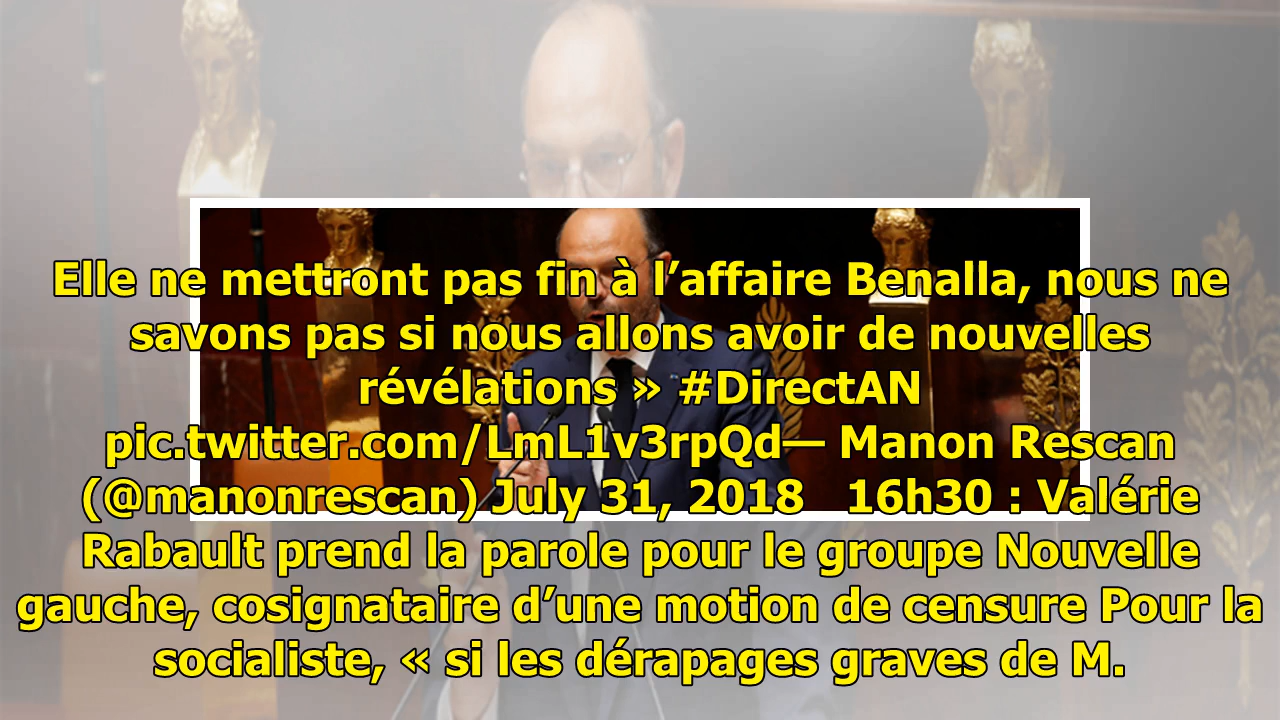 Elle ne mettront pas fin à l’affaire Benalla, nous ne
savons pas si nous allons avoir de nouvelles
révélations » #DirectAN
pic.twitter.com/LmL1v3rpQd— Manon Rescan
(@manonrescan) July 31, 2018   16h30 : Valérie
Rabault prend la parole pour le groupe Nouvelle
gauche, cosignataire d’une motion de censure Pour la
socialiste, « si les dérapages graves de M.